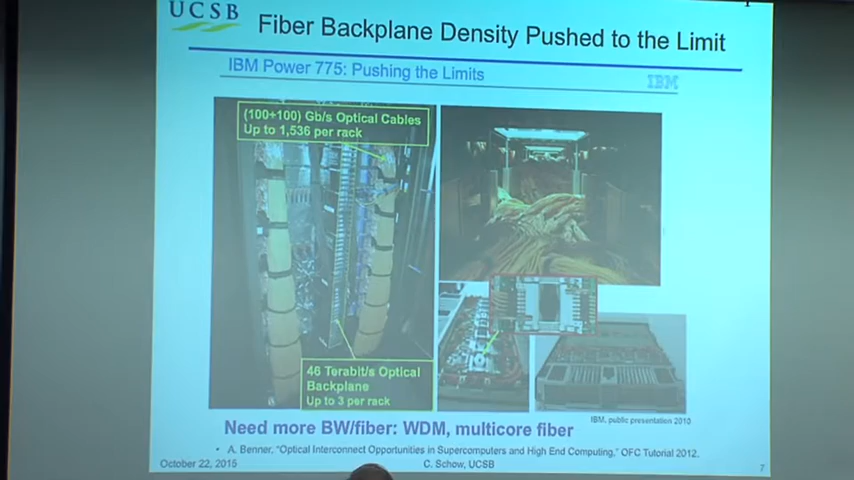 UCSB
Fiber Backplane Density Pushed to the Limit
IBM Power 775: Pushing the Limits
IBM
(100+100) Gb/s Optical Cables
Up to 1,536 per rack
46 Terabit/s Optical
Backplane
Up to 3 per rack
IBM, public presentation 2010
Need more BW/fiber: WDM, multicore fiber
• A. Benner, "Optical Interconnect Opportunities in Supercomputers and High End Computing," OFC Tutorial 2012.
October 22, 2015
C. Schow, UCSB
7